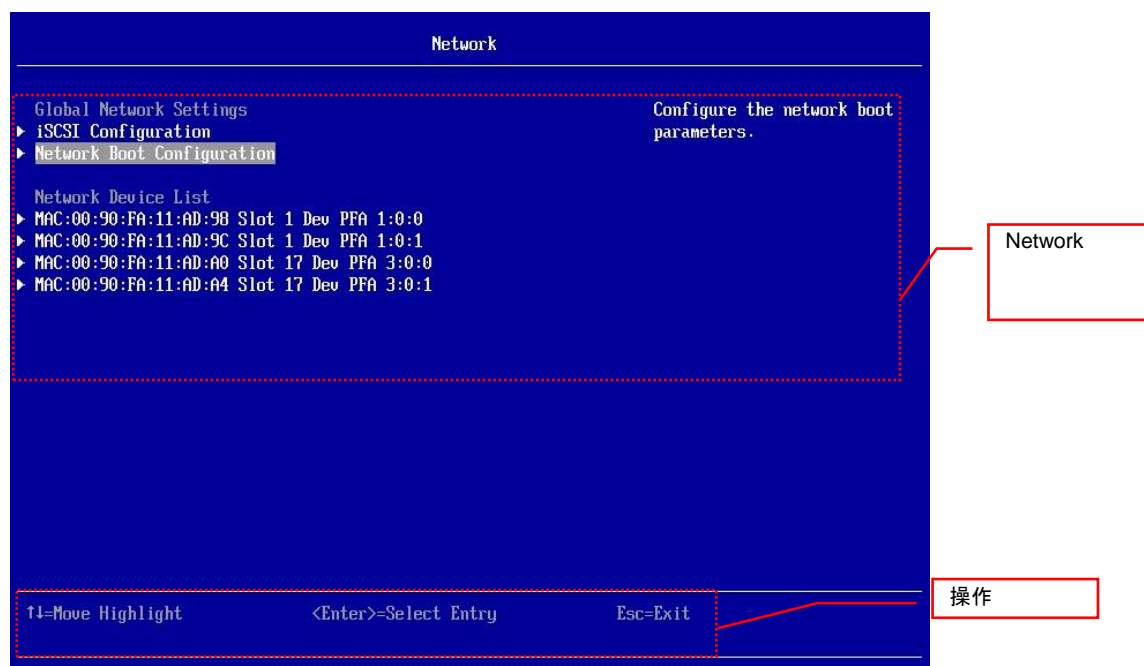 Network
Global Network Settings
Configure the network boot
▶ iSCSI Configuration
parameters.
▶ Network Boot Configuration
Network Device List
▶ MAC:00:90:FA:11:AD:98 Slot 1 Dev PFA 1:0:0
▶ MAC:00:90:FA:11:AD:9C Slot 1 Dev PFA 1:0:1
▶ MAC:00:90:FA:11:AD:A0 Slot 17 Dev PFA 3:0:0
▶ MAC:00:90:FA:11:AD:A4 Slot 17 Dev PFA 3:0:1
Network
操作
↑↓=Move Highlight <Enter>=Select Entry Esc=Exit